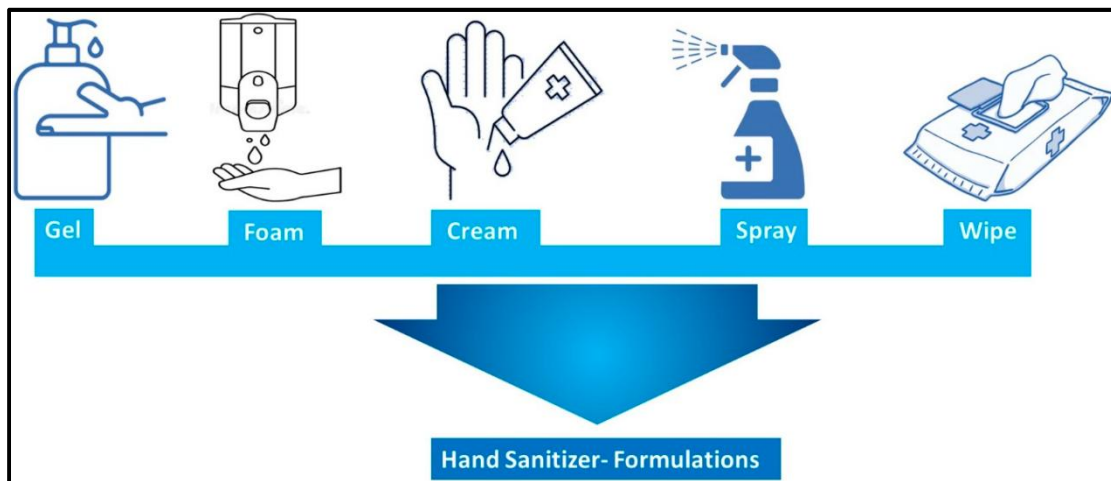 Gel
Foam
Cream
Spray
Wipe
Hand Sanitizer- Formulations